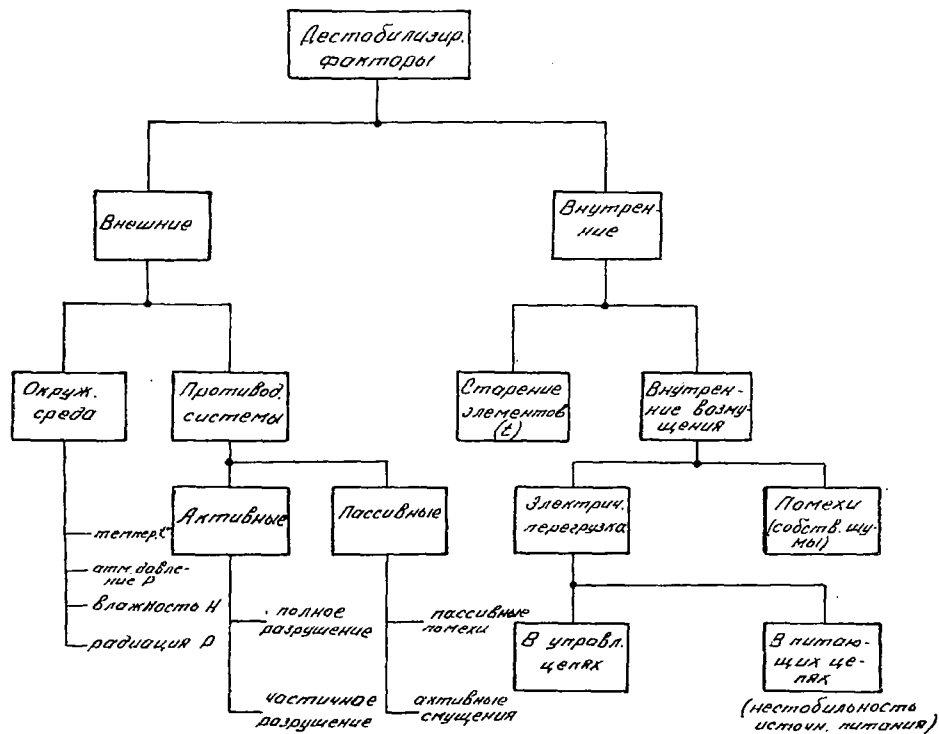 Дестабилизир.
факторы
Внешние
Внутрен-
ние
Окруж.
среда
Противод.
системы
Старение
элементов
(t)
Внутрен-
ние возму-
щения
Активные
Пассивные
Электрич.
перегрузка
Помехи
(собств. шу-
мы)
темпер. t°
атм. давле-
ние P
влажность H
радиация P
полное
разрушение
частичное
разрушение
пассивные
помехи
активные
смущения
В управл.
цепях
В питаю-
щих це-
пях
(нестабильность
источн. питания)